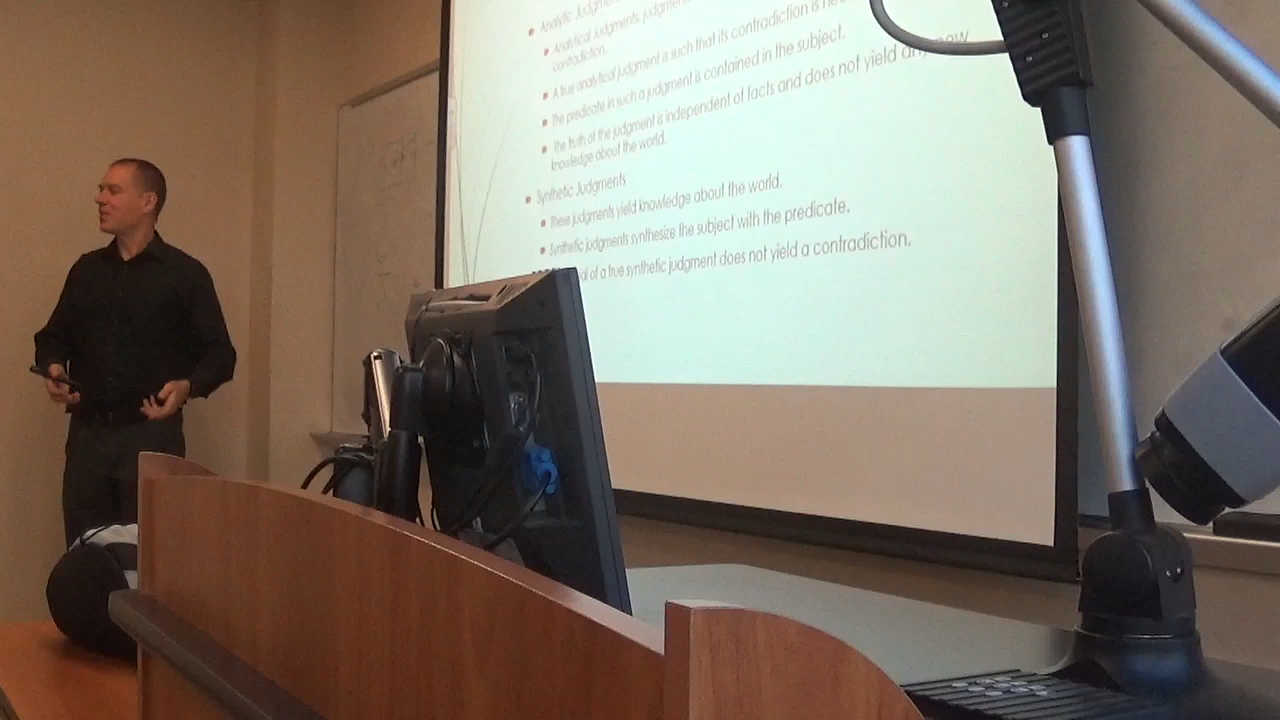 Analytic Judgments
Analytical Judgments: judgments
contradiction.
A true analytical judgment is such that its contradiction is
The predicate in such a judgment is contained in the subject.
The truth of the judgment is independent of facts and does not yield any new
knowledge about the world.
Synthetic Judgments
These judgments yield knowledge about the world.
Synthetic judgments synthesize the subject with the predicate.
of a true synthetic judgment does not yield a contradiction.